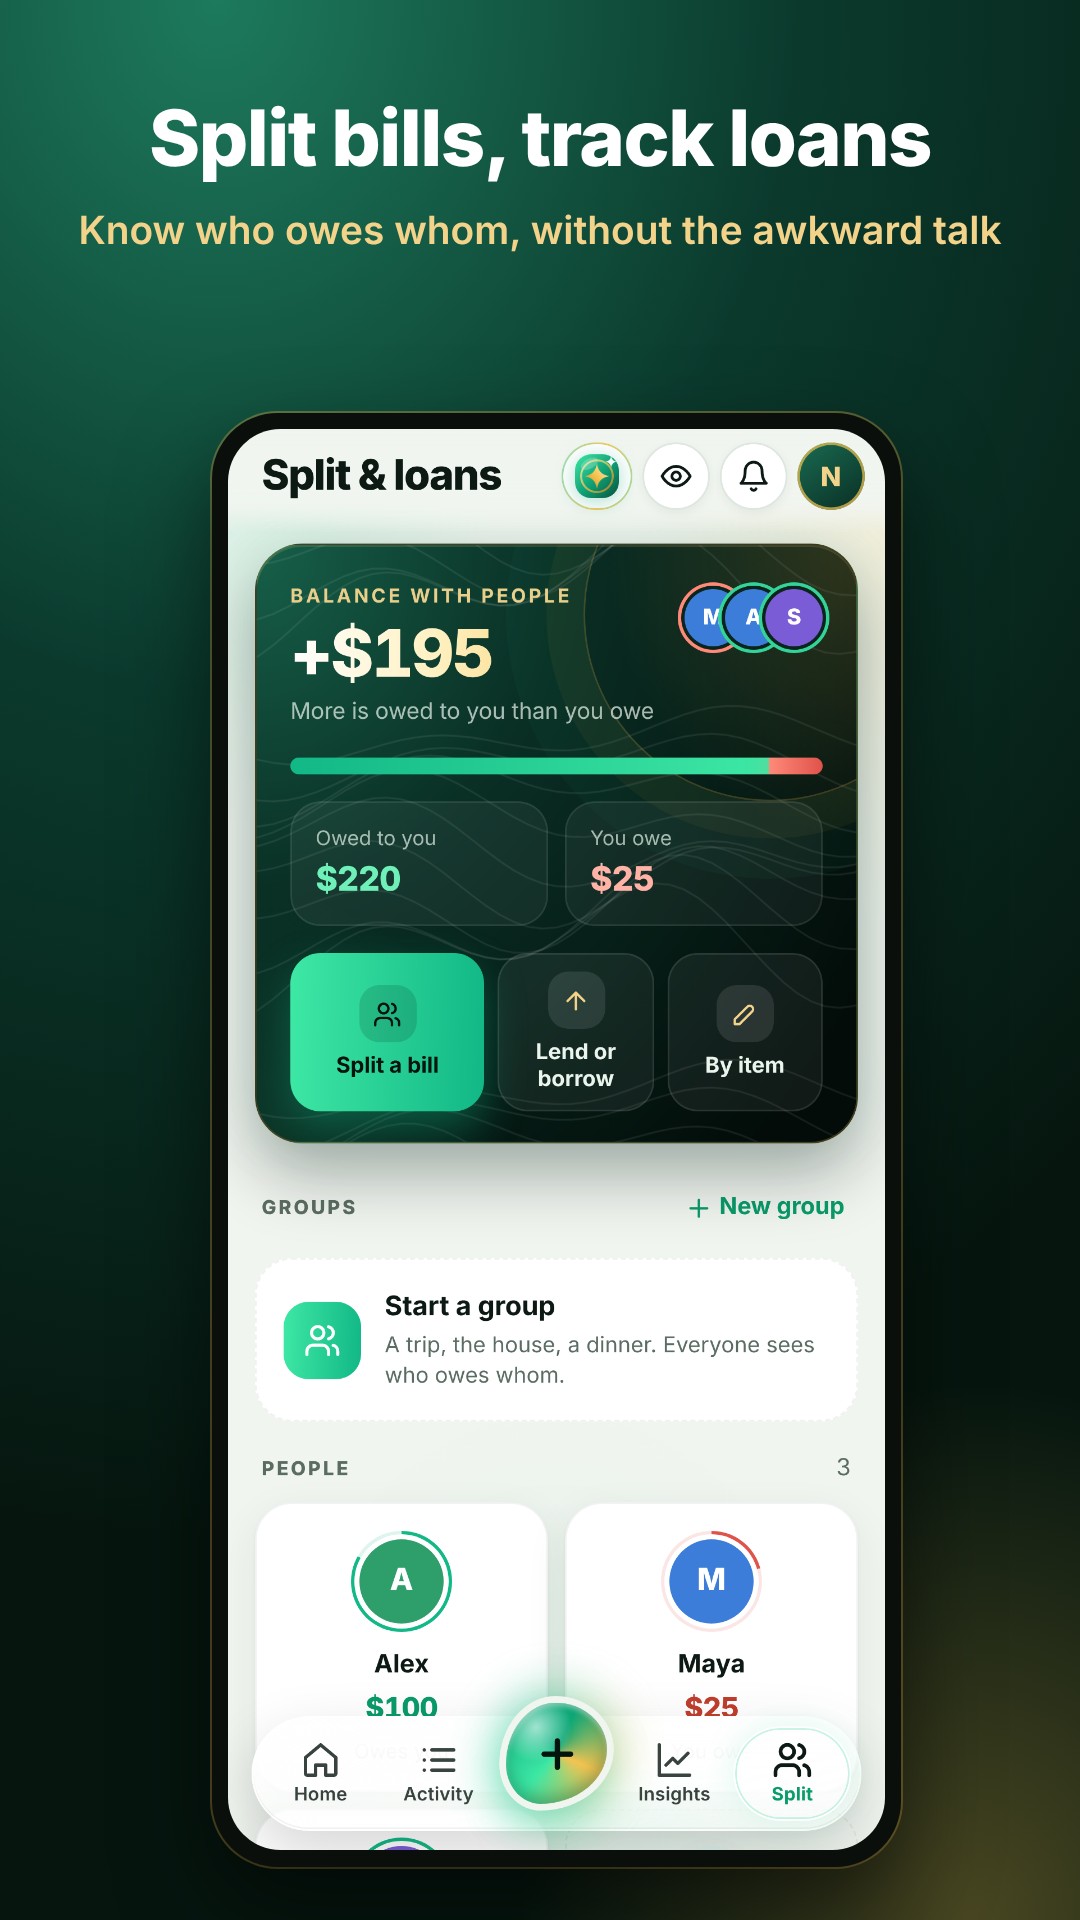 Split bills, track loans
Know who owes whom, without the awkward talk
Split & loans
N
BALANCE WITH PEOPLE
M A S
+$195
More is owed to you than you owe
Owed to you
You owe
$220
$25
Split a bill
Lend or
borrow
By item
GROUPS
+ New group
Start a group
A trip, the house, a dinner. Everyone sees
who owes whom.
PEOPLE
3
A
M
Alex
Maya
$100
$25
Home
Activity
+
Insights
Split